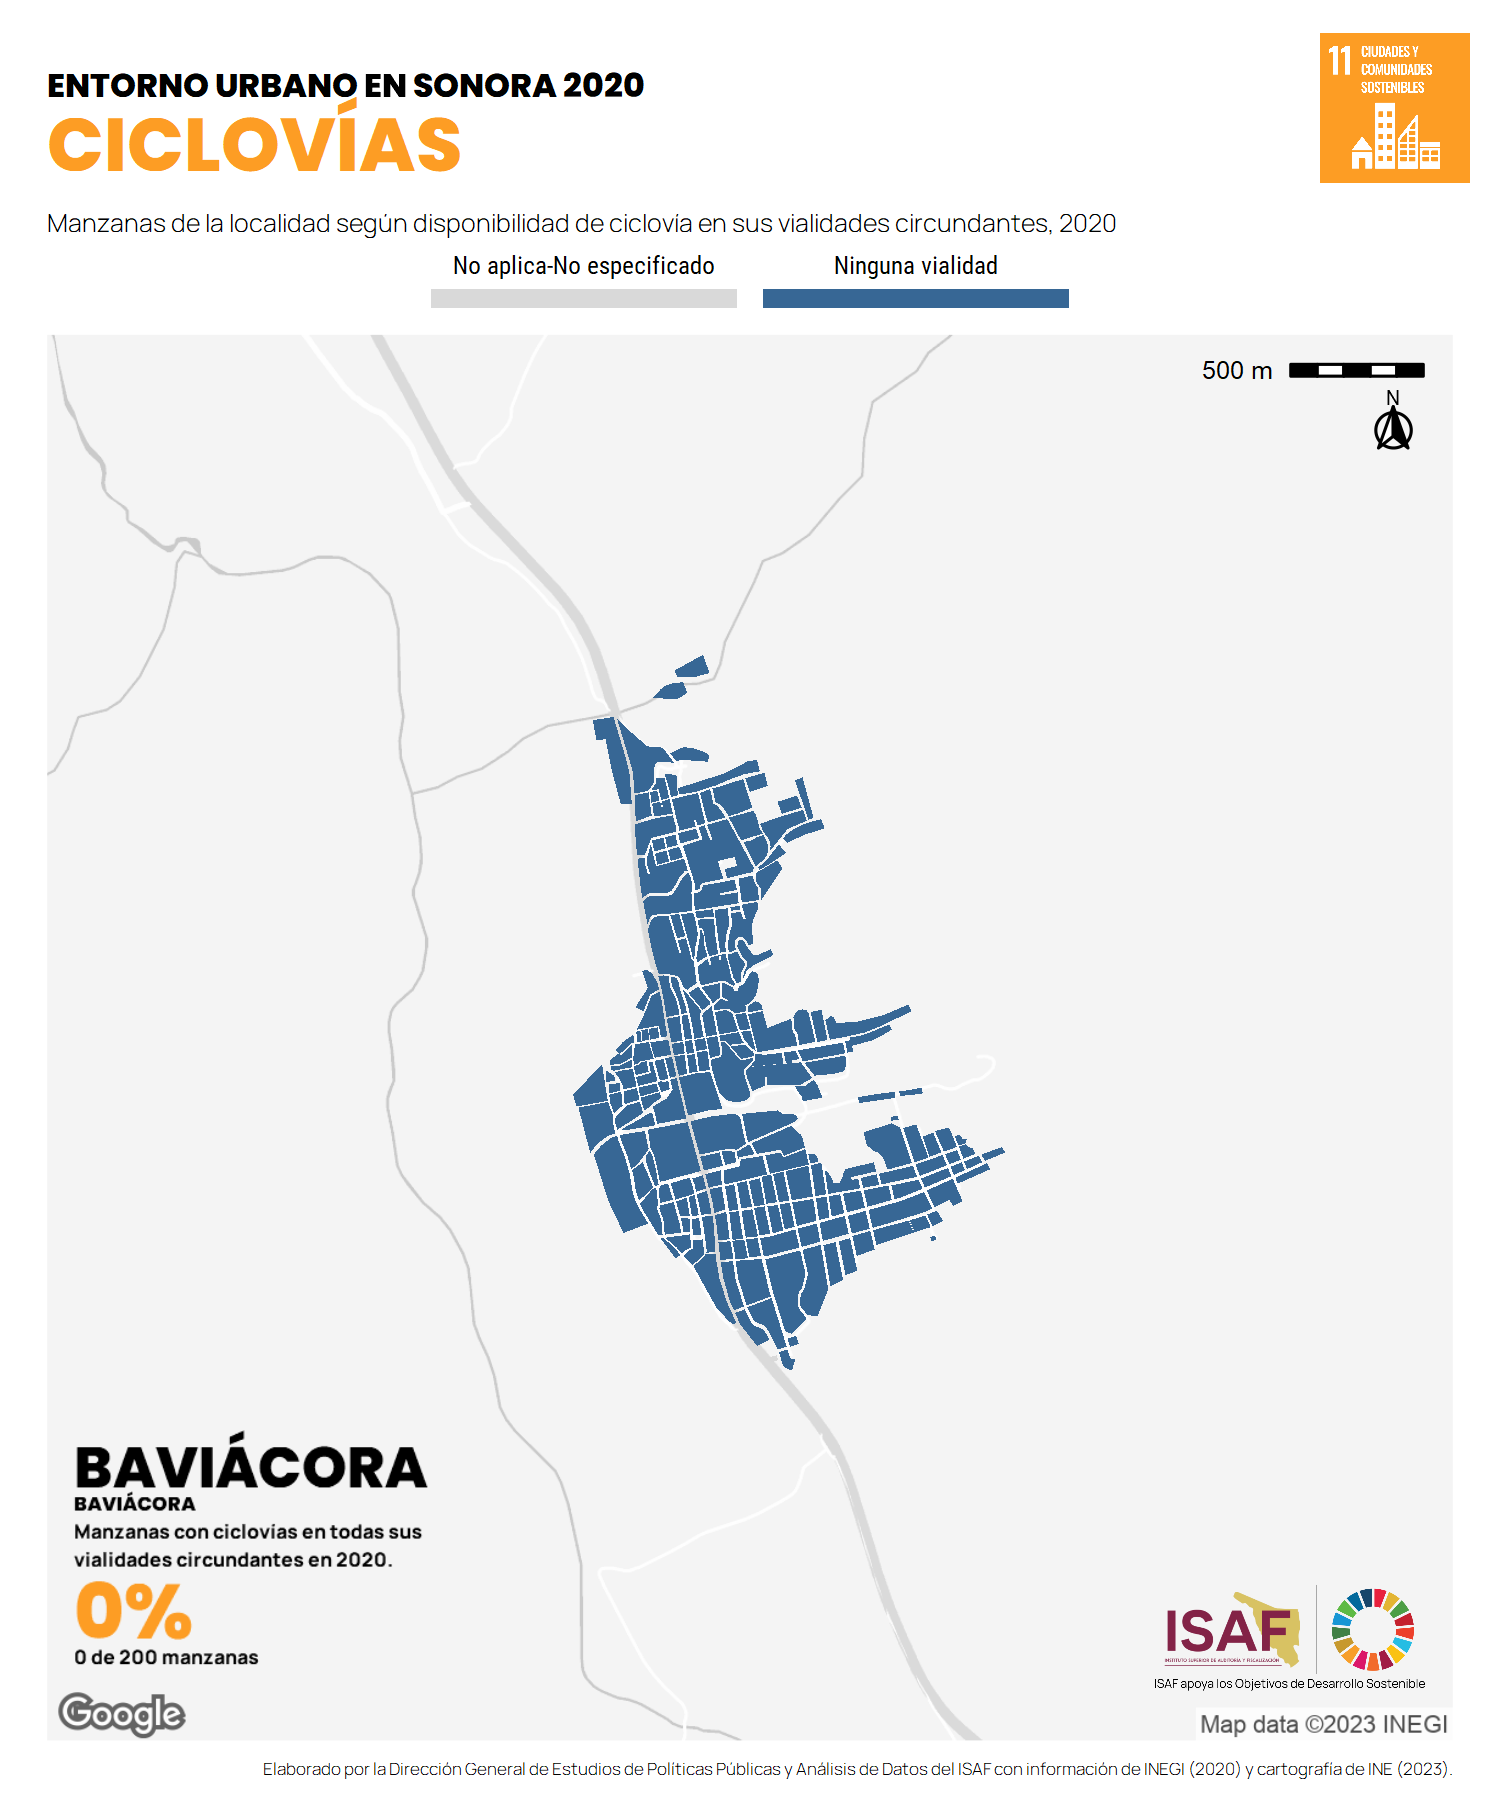 ENTORNO URBANO EN SONORA 2020
CICLOVÍAS
11 CIUDADES Y
COMUNIDADES
SOSTENIBLES
Manzanas de la localidad según disponibilidad de ciclovía en sus vialidades circundantes, 2020
No aplica-No especificado
Ninguna vialidad
500 m
N
BAVIÁCORA
BAVIÁCORA
Manzanas con ciclovias en todas sus
vialidades circundantes en 2020.
0%
0 de 200 manzanas
ISAF
INSTITUTO SUPERIOR DE AUDITORÍA Y FISCALIZACIÓN
ISAF apoya los Objetivos de Desarrollo Sostenible
Google
Map data ©2023 INEGI
Elaborado por la Dirección General de Estudios de Políticas Públicas y Análisis de Datos del ISAF con información de INEGI (2020) y cartografía de INE (2023).